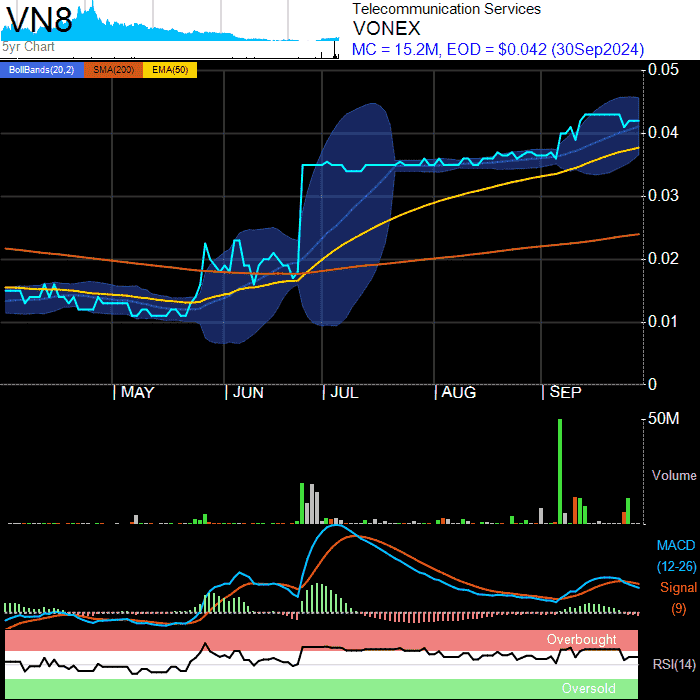 VN8
5yr Chart
Telecommunication Services
VONEX
MC = 15.2M, EOD = $0.042 (30Sep2024)
BollBands(20,2) SMA(200) EMA(50)
0.05
0.04
0.03
0.02
0.01
0
MAY JUN JUL AUG SEP
50M
Volume
MACD
(12-26)
Signal
(9)
Overbought
RSI(14)
Oversold